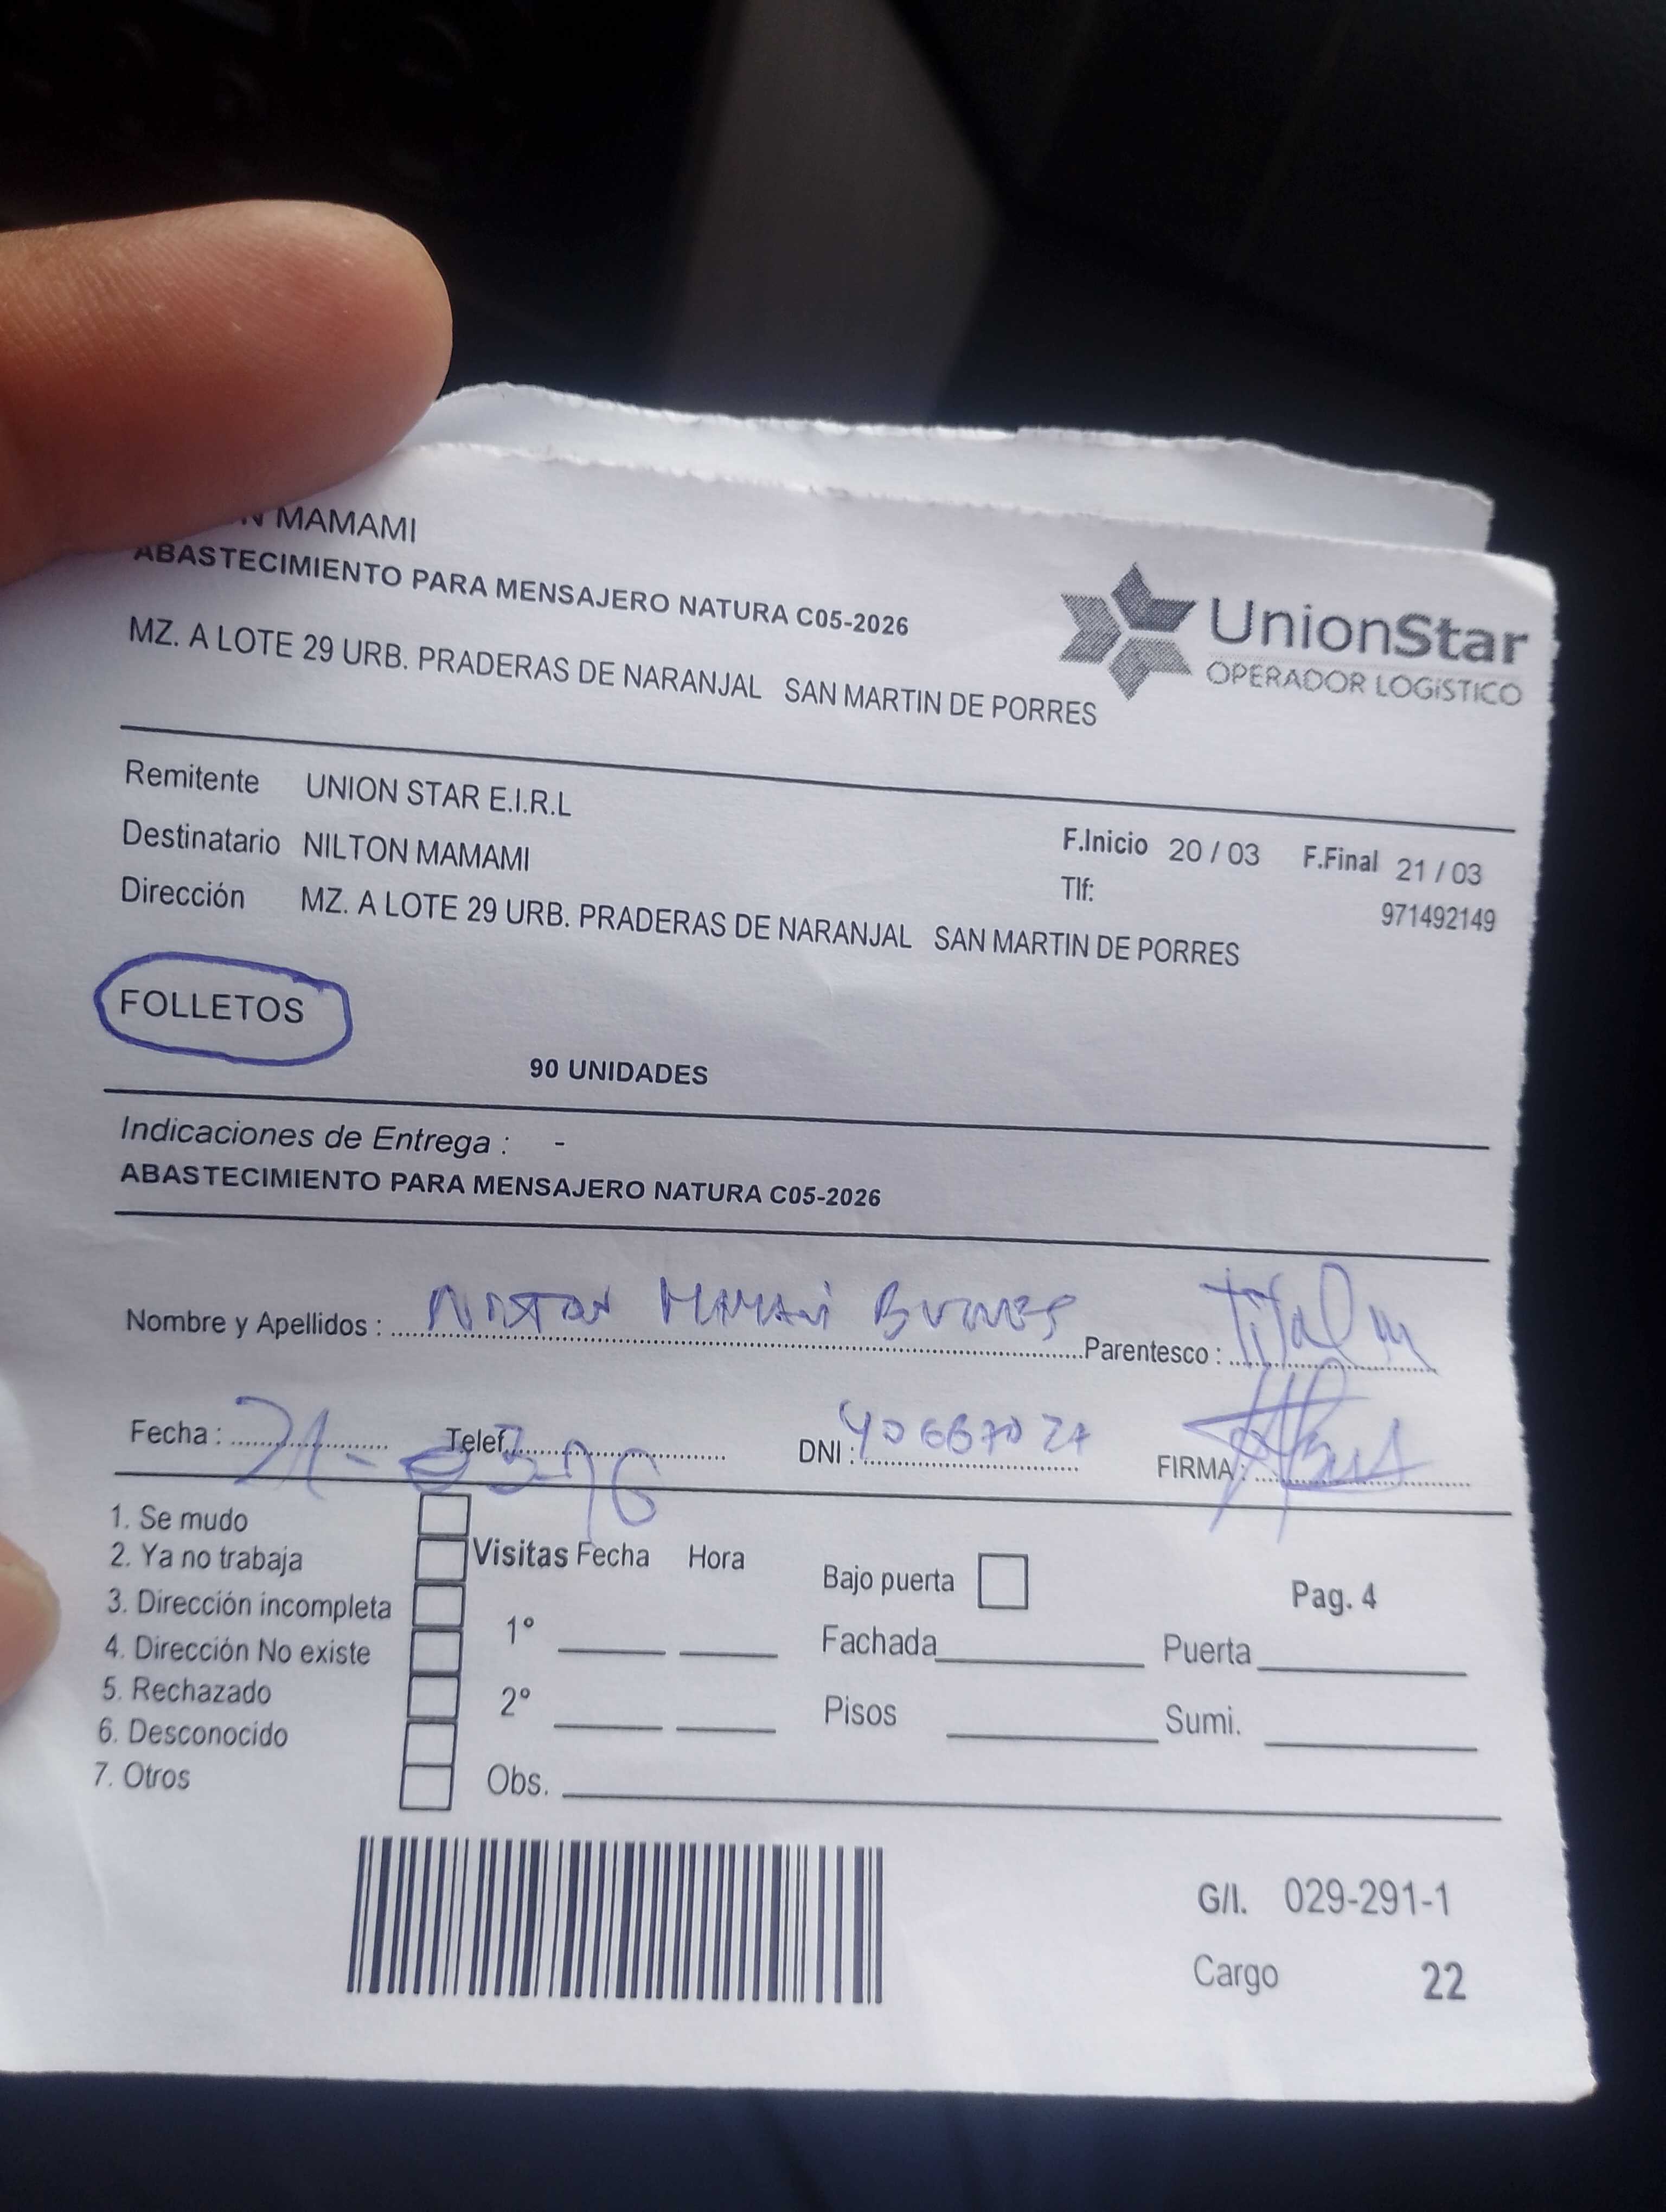 MAMAMI
ABASTECIMIENTO PARA MENSAJERO NATURA C05-2026
MZ. A LOTE 29 URB. PRADERAS DE NARANJAL SAN MARTIN DE PORRES
UnionStar
OPERADOR LOGíSTICO
Remitente UNION STAR E.I.R.L
Destinatario NILTON MAMAMI
F.Inicio 20 / 03 F.Final 21 / 03
Dirección MZ. A LOTE 29 URB. PRADERAS DE NARANJAL SAN MARTIN DE PORRES
Tlf: 971492149
FOLLETOS
90 UNIDADES
Indicaciones de Entrega : -
ABASTECIMIENTO PARA MENSAJERO NATURA C05-2026
Nombre y Apellidos : MAMANI Parentesco :
Fecha : Telef. DNI : FIRMA :
1. Se mudo
2. Ya no trabaja
3. Dirección incompleta
4. Dirección No existe
5. Rechazado
6. Desconocido
7. Otros
Visitas Fecha Hora
1°
2°
Obs.
Bajo puerta
Pag. 4
Fachada Puerta
Pisos Sumi.
G/I. 029-291-1
Cargo 22